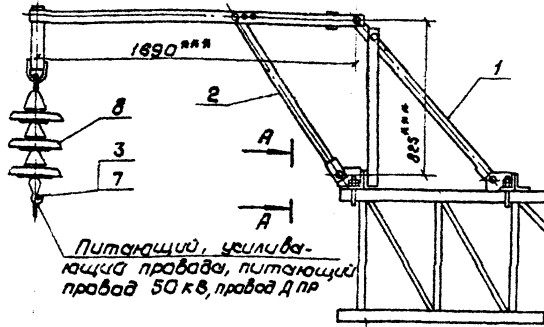 1690***
1
2
825***
8
А
3
7
А
Питающий, усилива-
ющий провода, питающий
провод 50 кв, провод ДПР